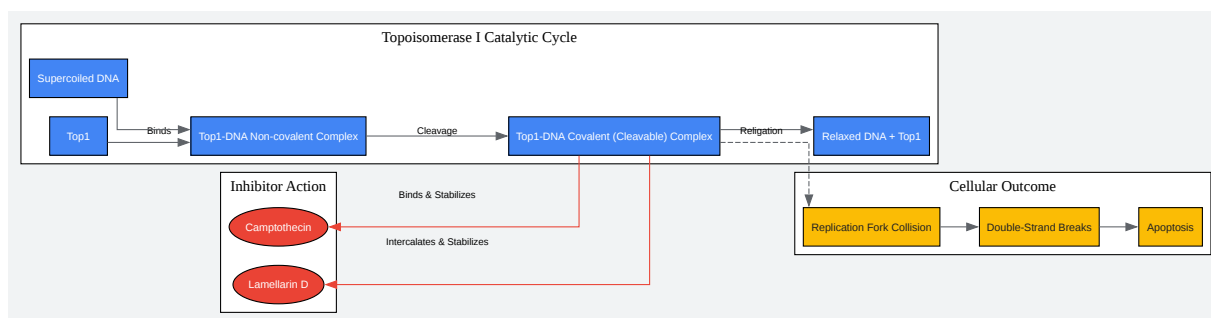 Topoisomerase I Catalytic Cycle
Supercoiled DNA
Top1
Binds
Top1-DNA Non-covalent Complex
Cleavage
Top1-DNA Covalent (Cleavable) Complex
Religation
Relaxed DNA + Top1
Inhibitor Action
Camptothecin
Lamellarin D
Binds & Stabilizes
Intercalates & Stabilizes
Cellular Outcome
Replication Fork Collision
Double-Strand Breaks
Apoptosis